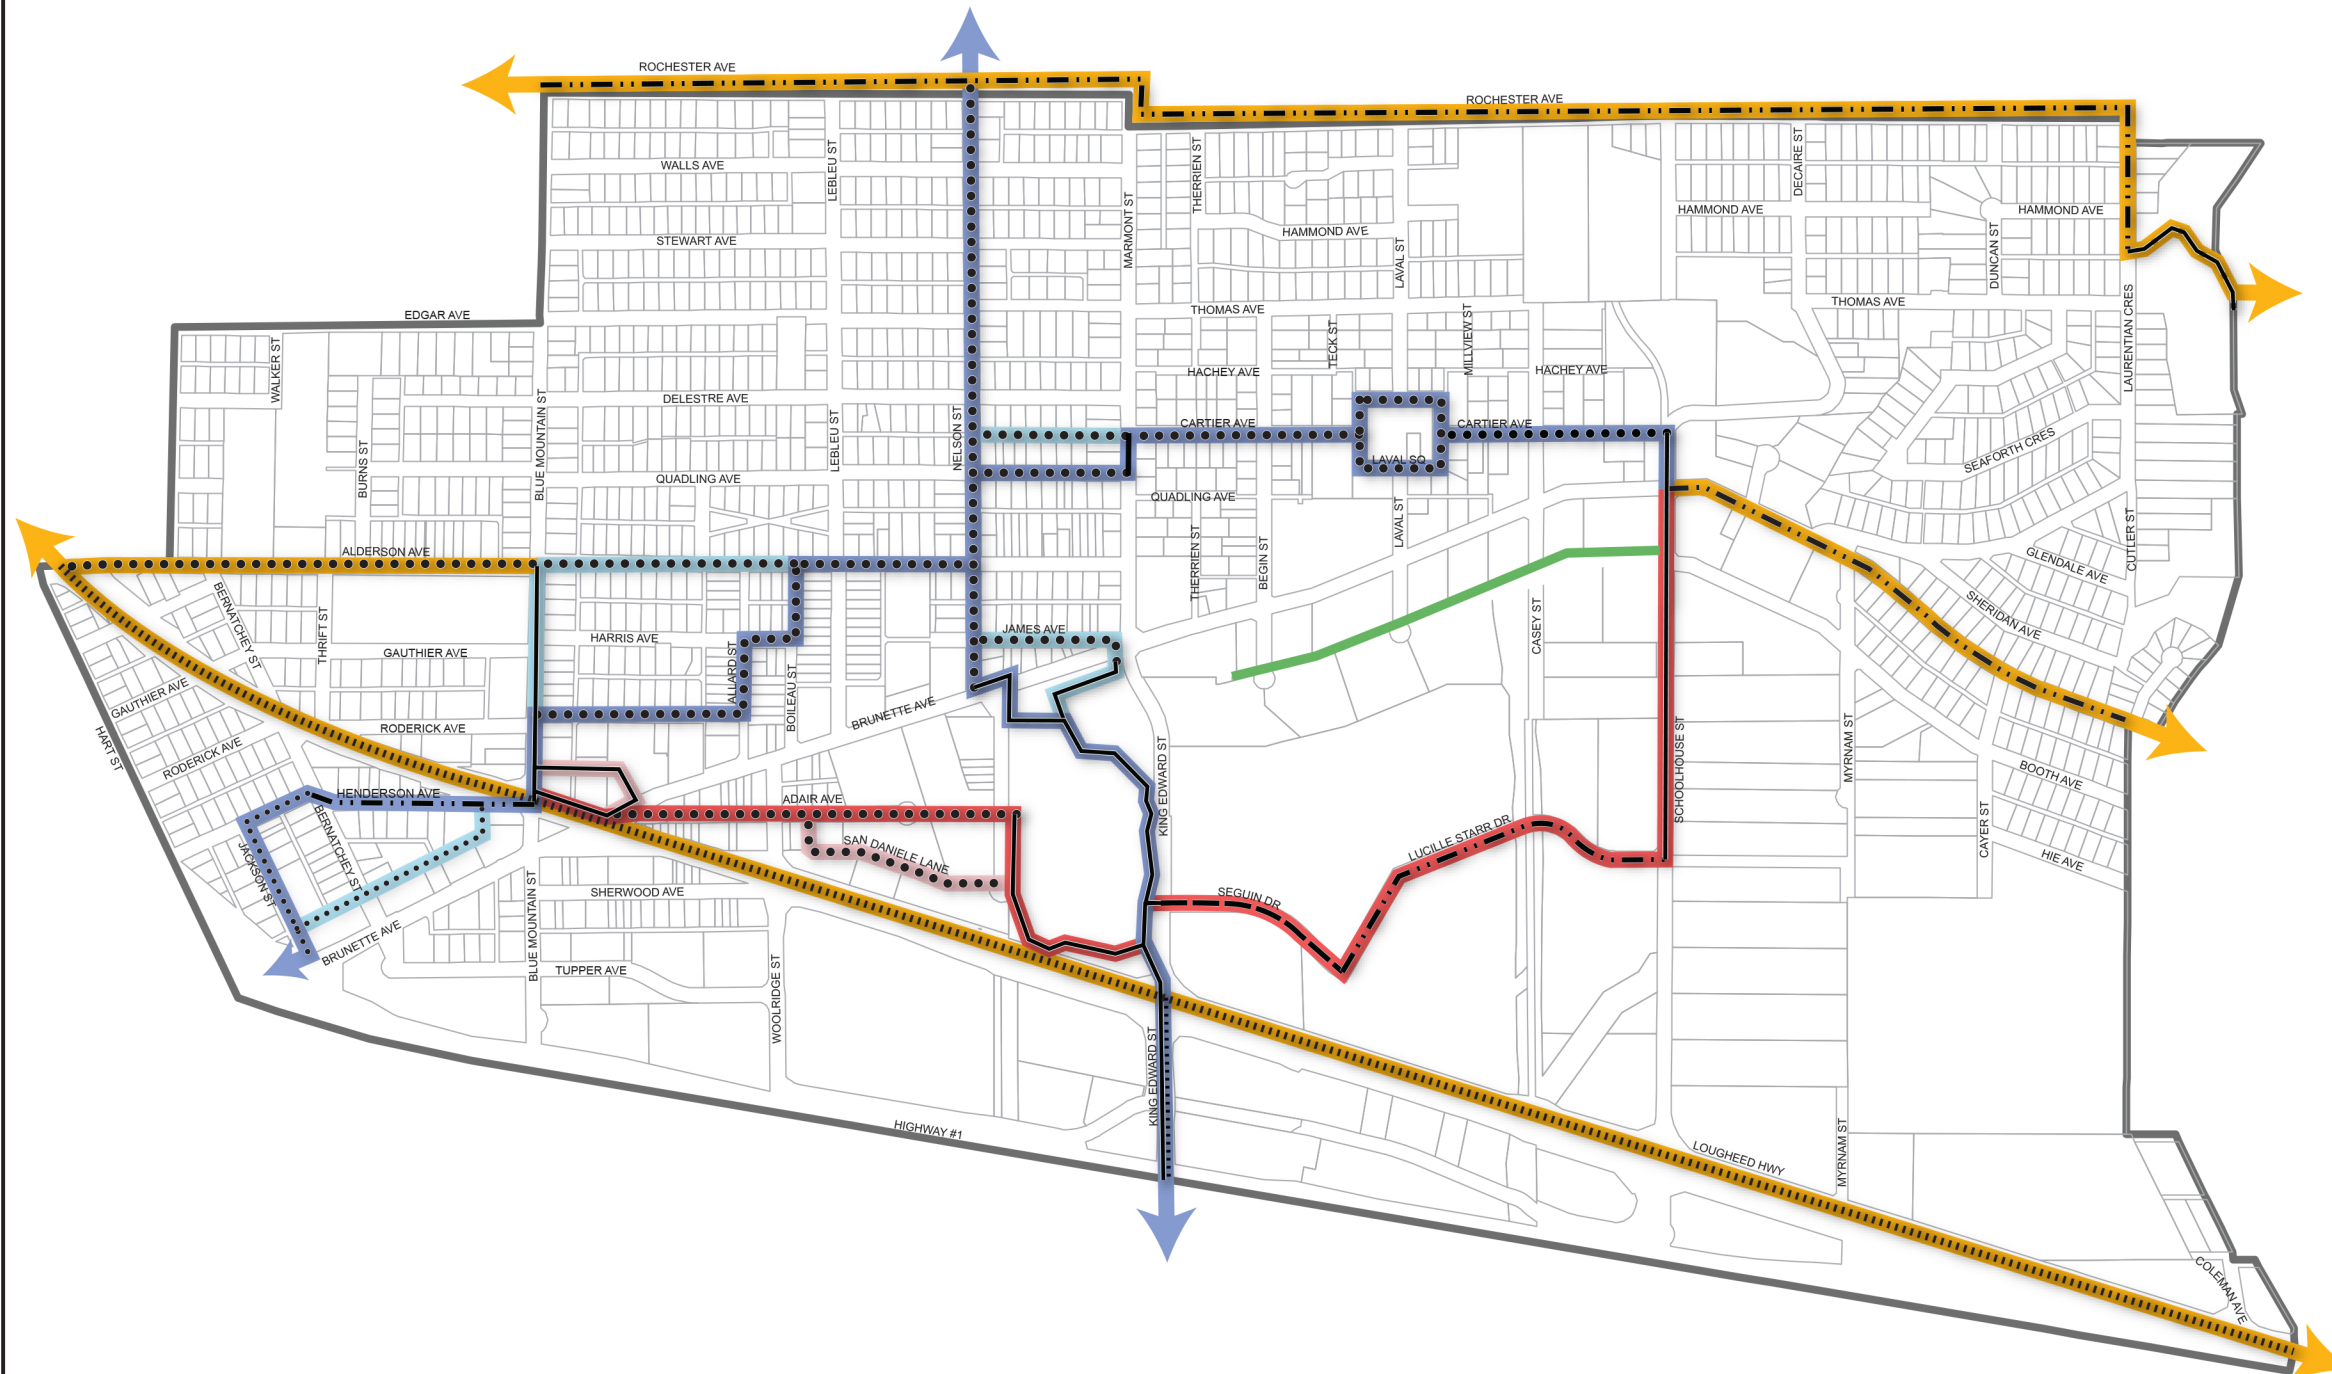 ROCHESTER AVE
ROCHESTER AVE
WALLS AVE
LEBLEU ST
THERRIEN ST
DECAIRE ST
MARMONT ST
HAMMOND AVE
HAMMOND AVE
HAMMOND AVE
STEWART AVE
LAVAL ST
DUNCAN ST
THOMAS AVE
THOMAS AVE
EDGAR AVE
LAURENTIAN CRES
WALKER ST
TECK ST
MILLVIEW ST
HACHEY AVE
HACHEY AVE
BLUE MOUNTAIN ST
DELESTRE AVE
LEBLEU ST
NELSON ST
CARTIER AVE
CARTIER AVE
BURNS ST
LAVAL SQ
SEAFORTH CRES
QUADLING AVE
QUADLING AVE
LAVAL ST
CUTLER ST
ALDERSON AVE
THERRIEN ST
BEGIN ST
GLENDALE AVE
BERNATCHEY ST
THRIFT ST
HARRIS AVE
JAMES AVE
CASEY ST
SHERIDAN AVE
GAUTHIER AVE
ALLARD ST
BOILEAU ST
GAUTHIER AVE
BRUNETTE AVE
RODERICK AVE
HART ST
RODERICK AVE
KING EDWARD ST
SCHOOLHOUSE ST
MYRNAM ST
BOOTH AVE
HENDERSON AVE
ADAIR AVE
CAYER ST
BERNATCHEY ST
JACKSON ST
SAN DANIELE LANE
LUCILLE STARR DR
HIE AVE
SHERWOOD AVE
SEGUIN DR
BLUE MOUNTAIN ST
BRUNETTE AVE
TUPPER AVE
WOOLRIDGE ST
KING EDWARD ST
HIGHWAY #1
LOUGHEED HWY
MYRNAM ST
COLEMAN AVE